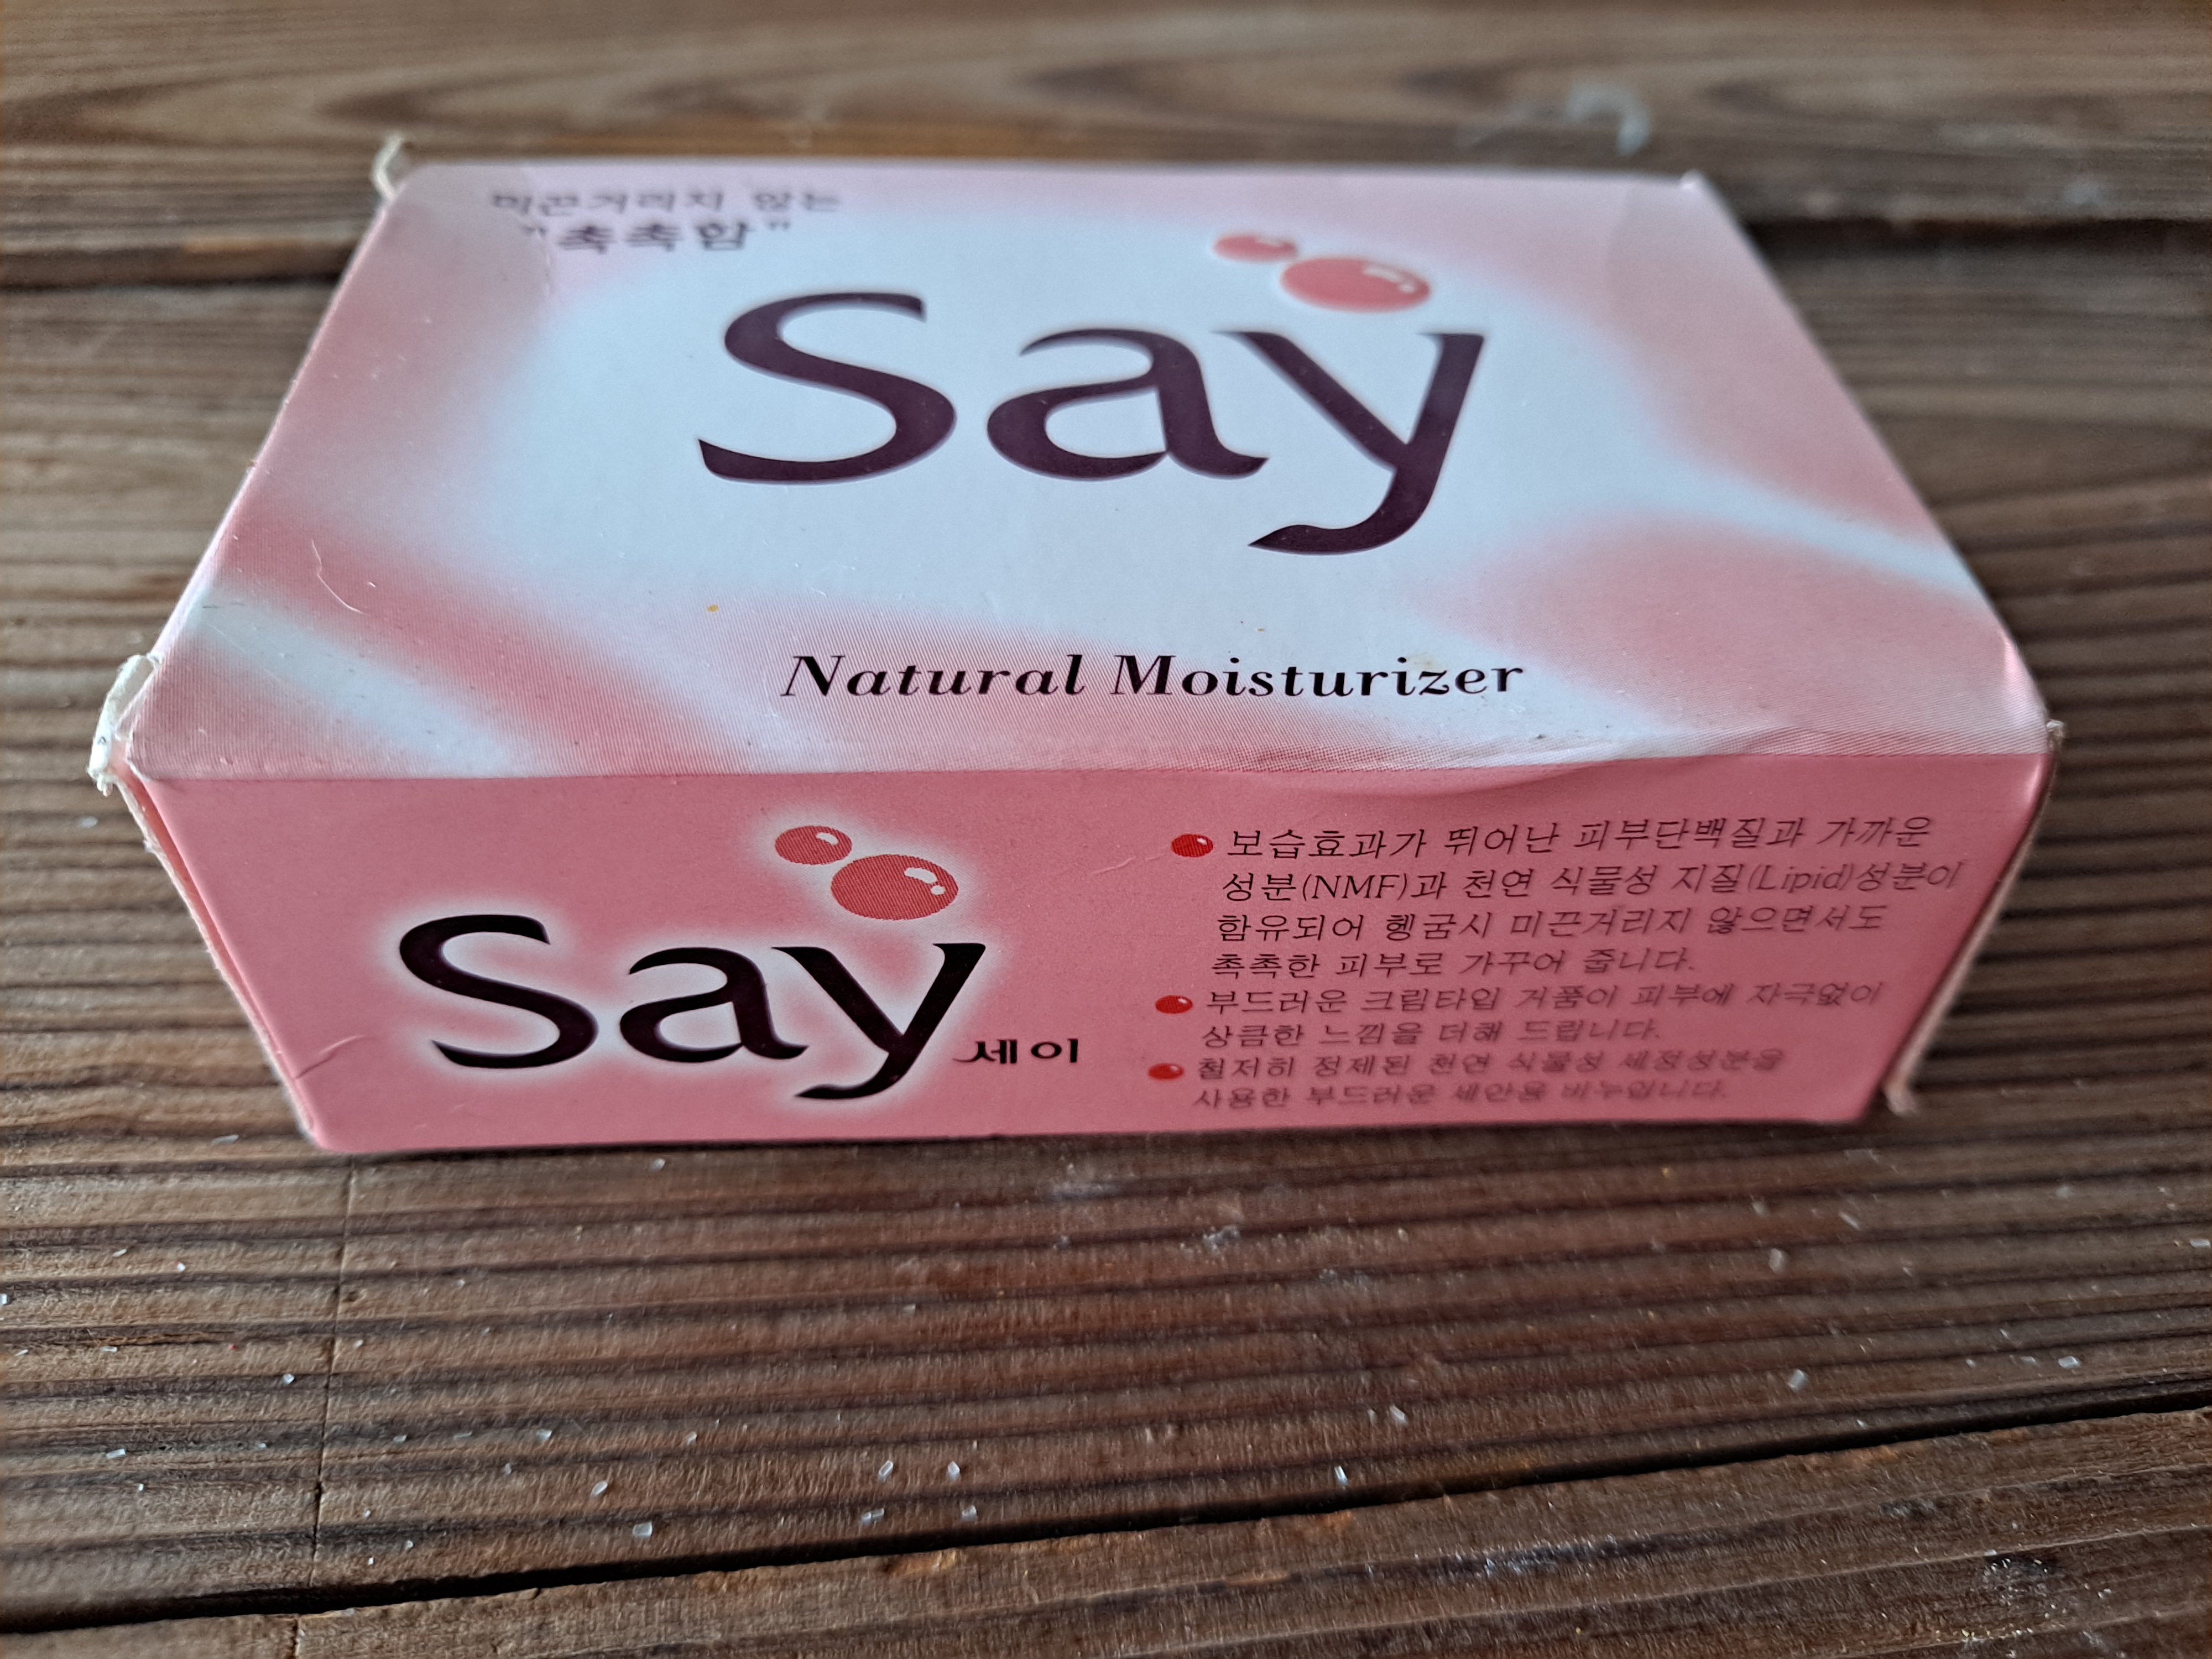 미끈거리지 않는
"촉촉함"
Say
Natural Moisturizer
Say 세이
보습효과가 뛰어난 피부단백질과 가까운
성분(NMF)과 천연 식물성 지질(Lipid)성분이
함유되어 헹굼시 미끈거리지 않으면서도
촉촉한 피부로 가꾸어 줍니다.
부드러운 크림타입 거품이 피부에 자극없이
상큼한 느낌을 더해 드립니다.
철저히 정제된 천연 식물성 세정성분을
사용한 부드러운 세안용 비누입니다.